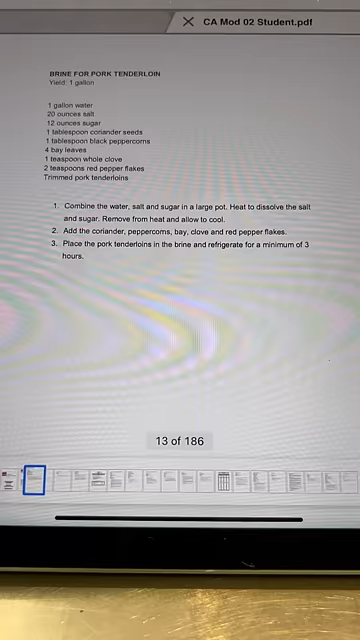 CA Mod 02 Student.pdf
BRINE FOR PORK TENDERLOIN
Yield: 1 gallon
1 gallon water
20 ounces salt
12 ounces sugar
1 tablespoon coriander seeds
1 tablespoon black peppercorns
4 bay leaves
1 teaspoon whole clove
2 teaspoons red pepper flakes
Trimmed pork tenderloins
1. Combine the water, salt and sugar in a large pot. Heat to dissolve the salt
and sugar. Remove from heat and allow to cool.
2. Add the coriander, peppercorns, bay, clove and red pepper flakes.
3. Place the pork tenderloins in the brine and refrigerate for a minimum of 3
hours.
13 of 186